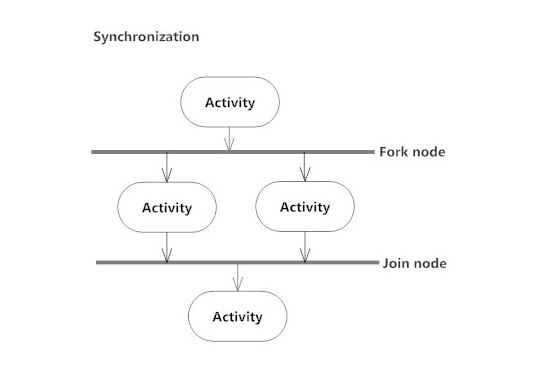 Synchronization
Activity
Fork node
Activity
Activity
Join node
Activity